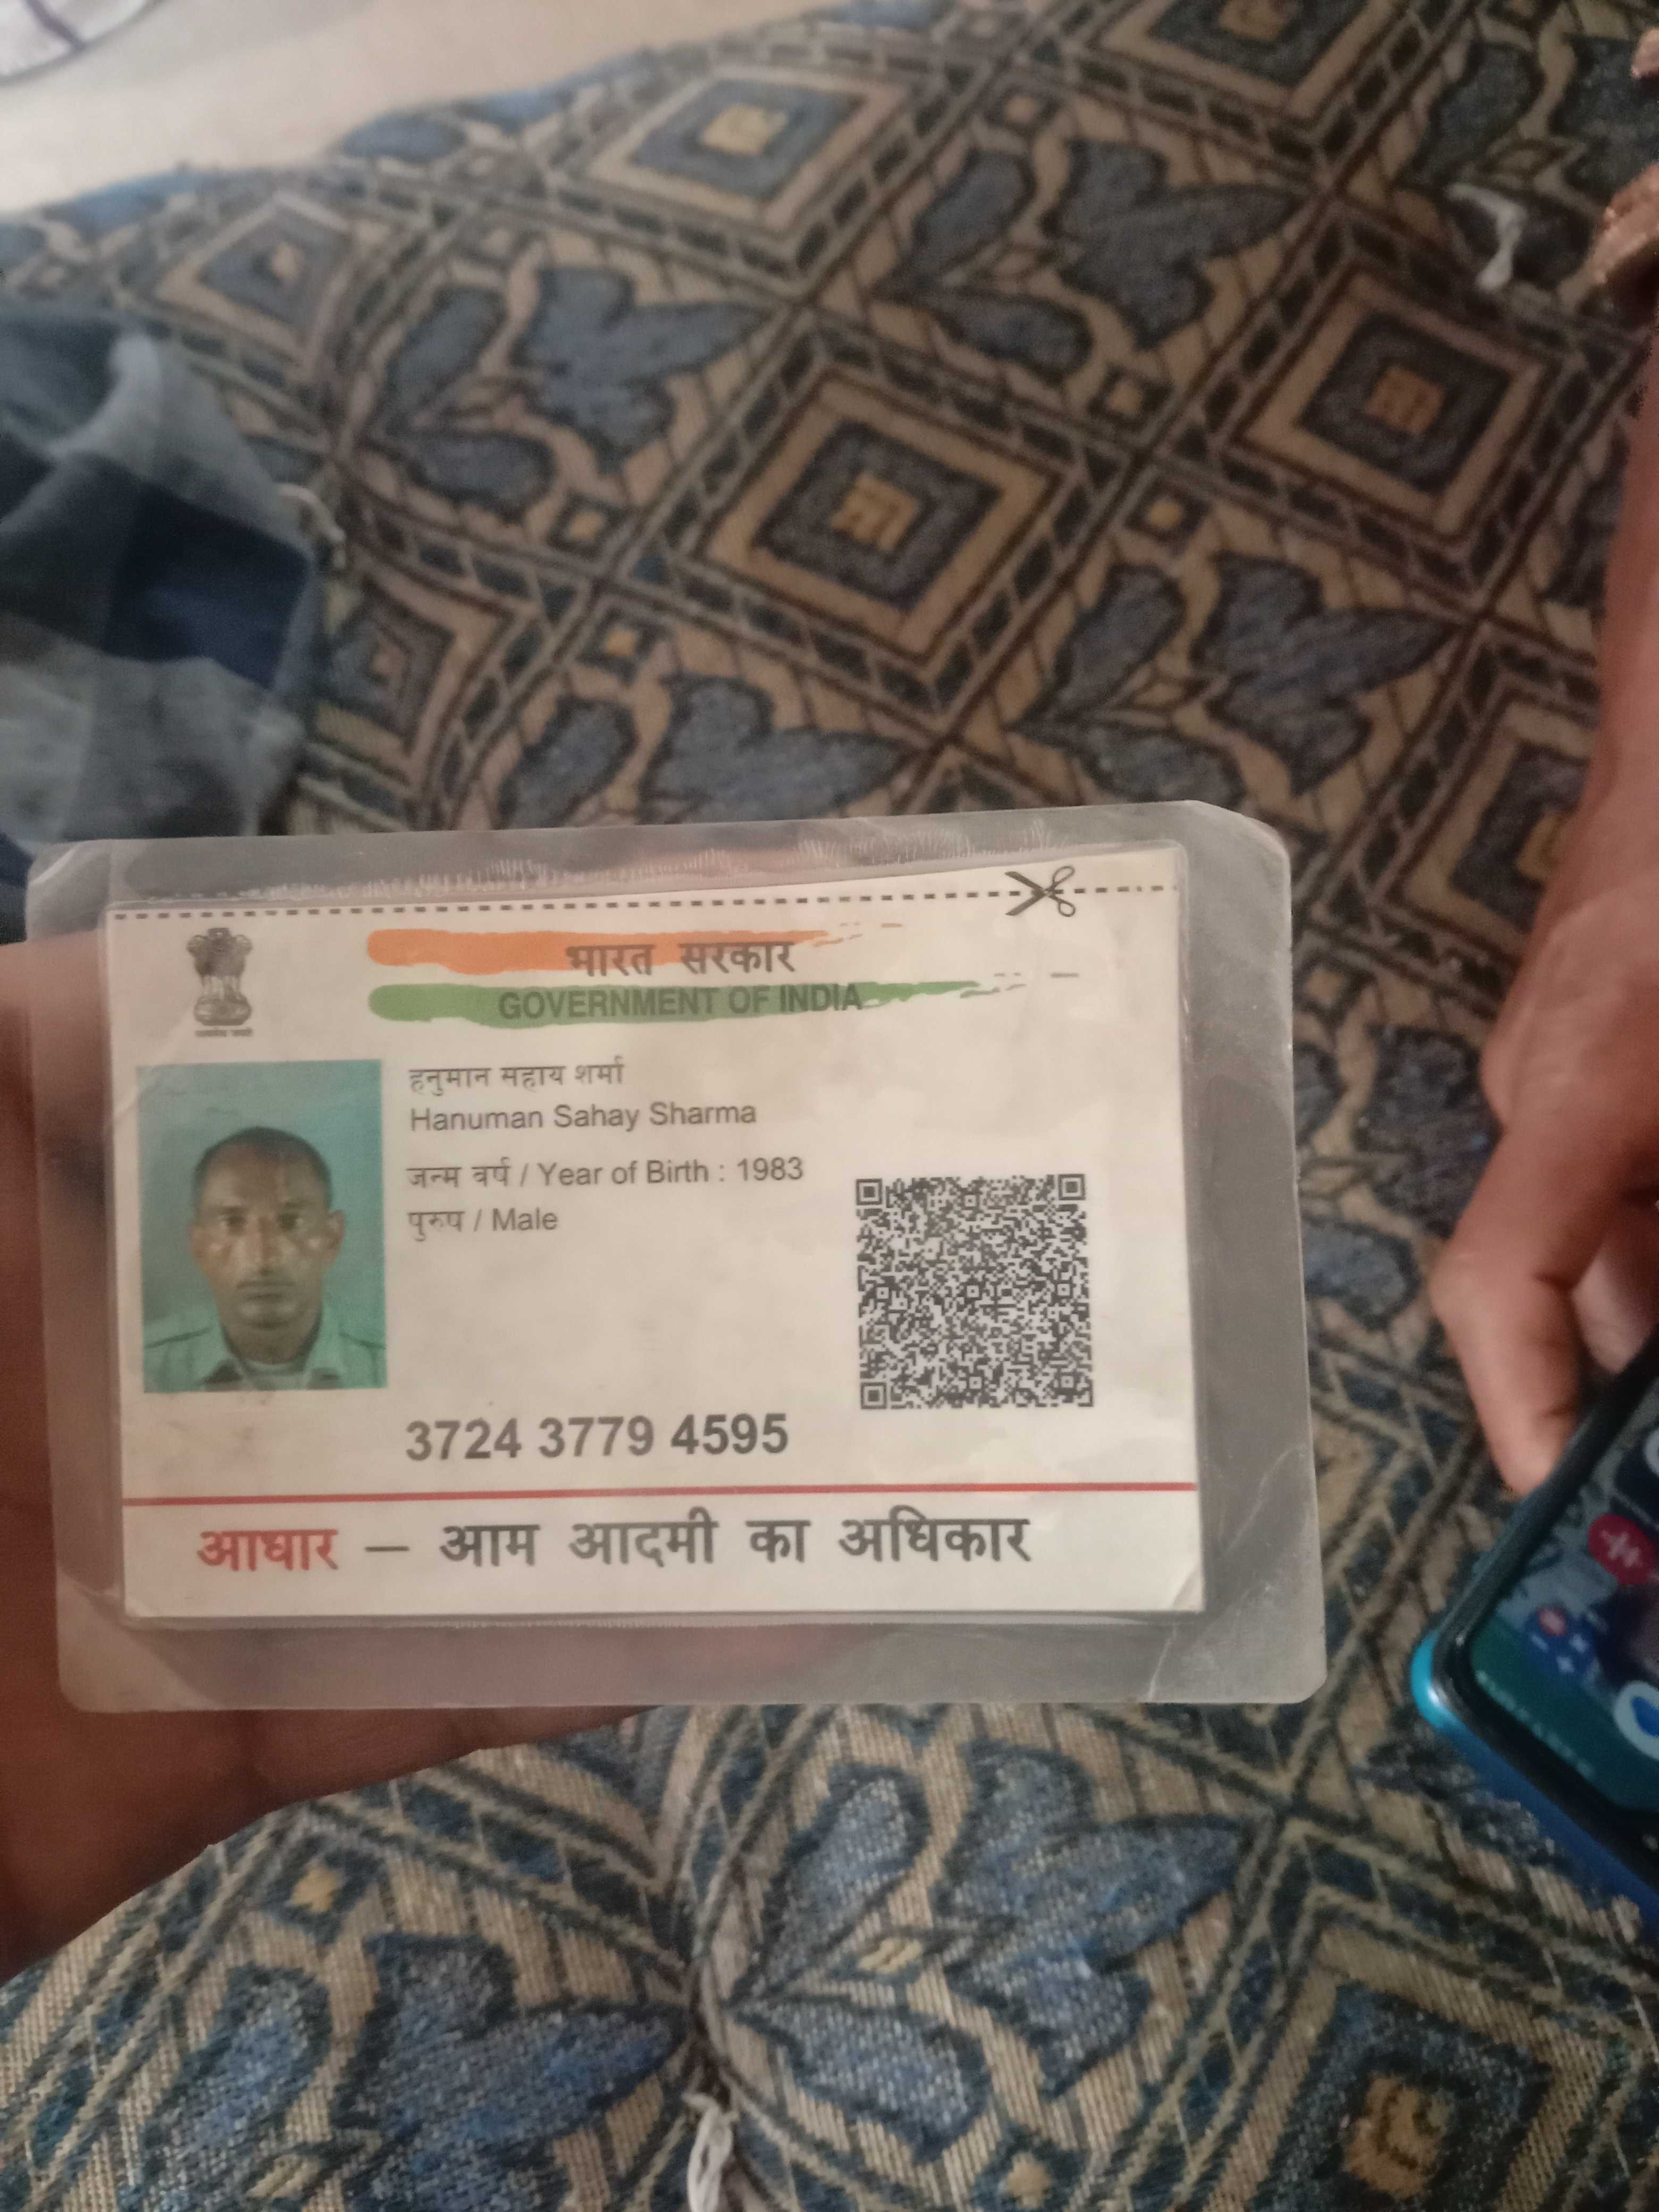 भारत सरकार
GOVERNMENT OF INDIA
हनुमान सहाय शर्मा
Hanuman Sahay Sharma
जन्म वर्ष / Year of Birth : 1983
पुरुष / Male
3724 3779 4595
आधार – आम आदमी का अधिकार